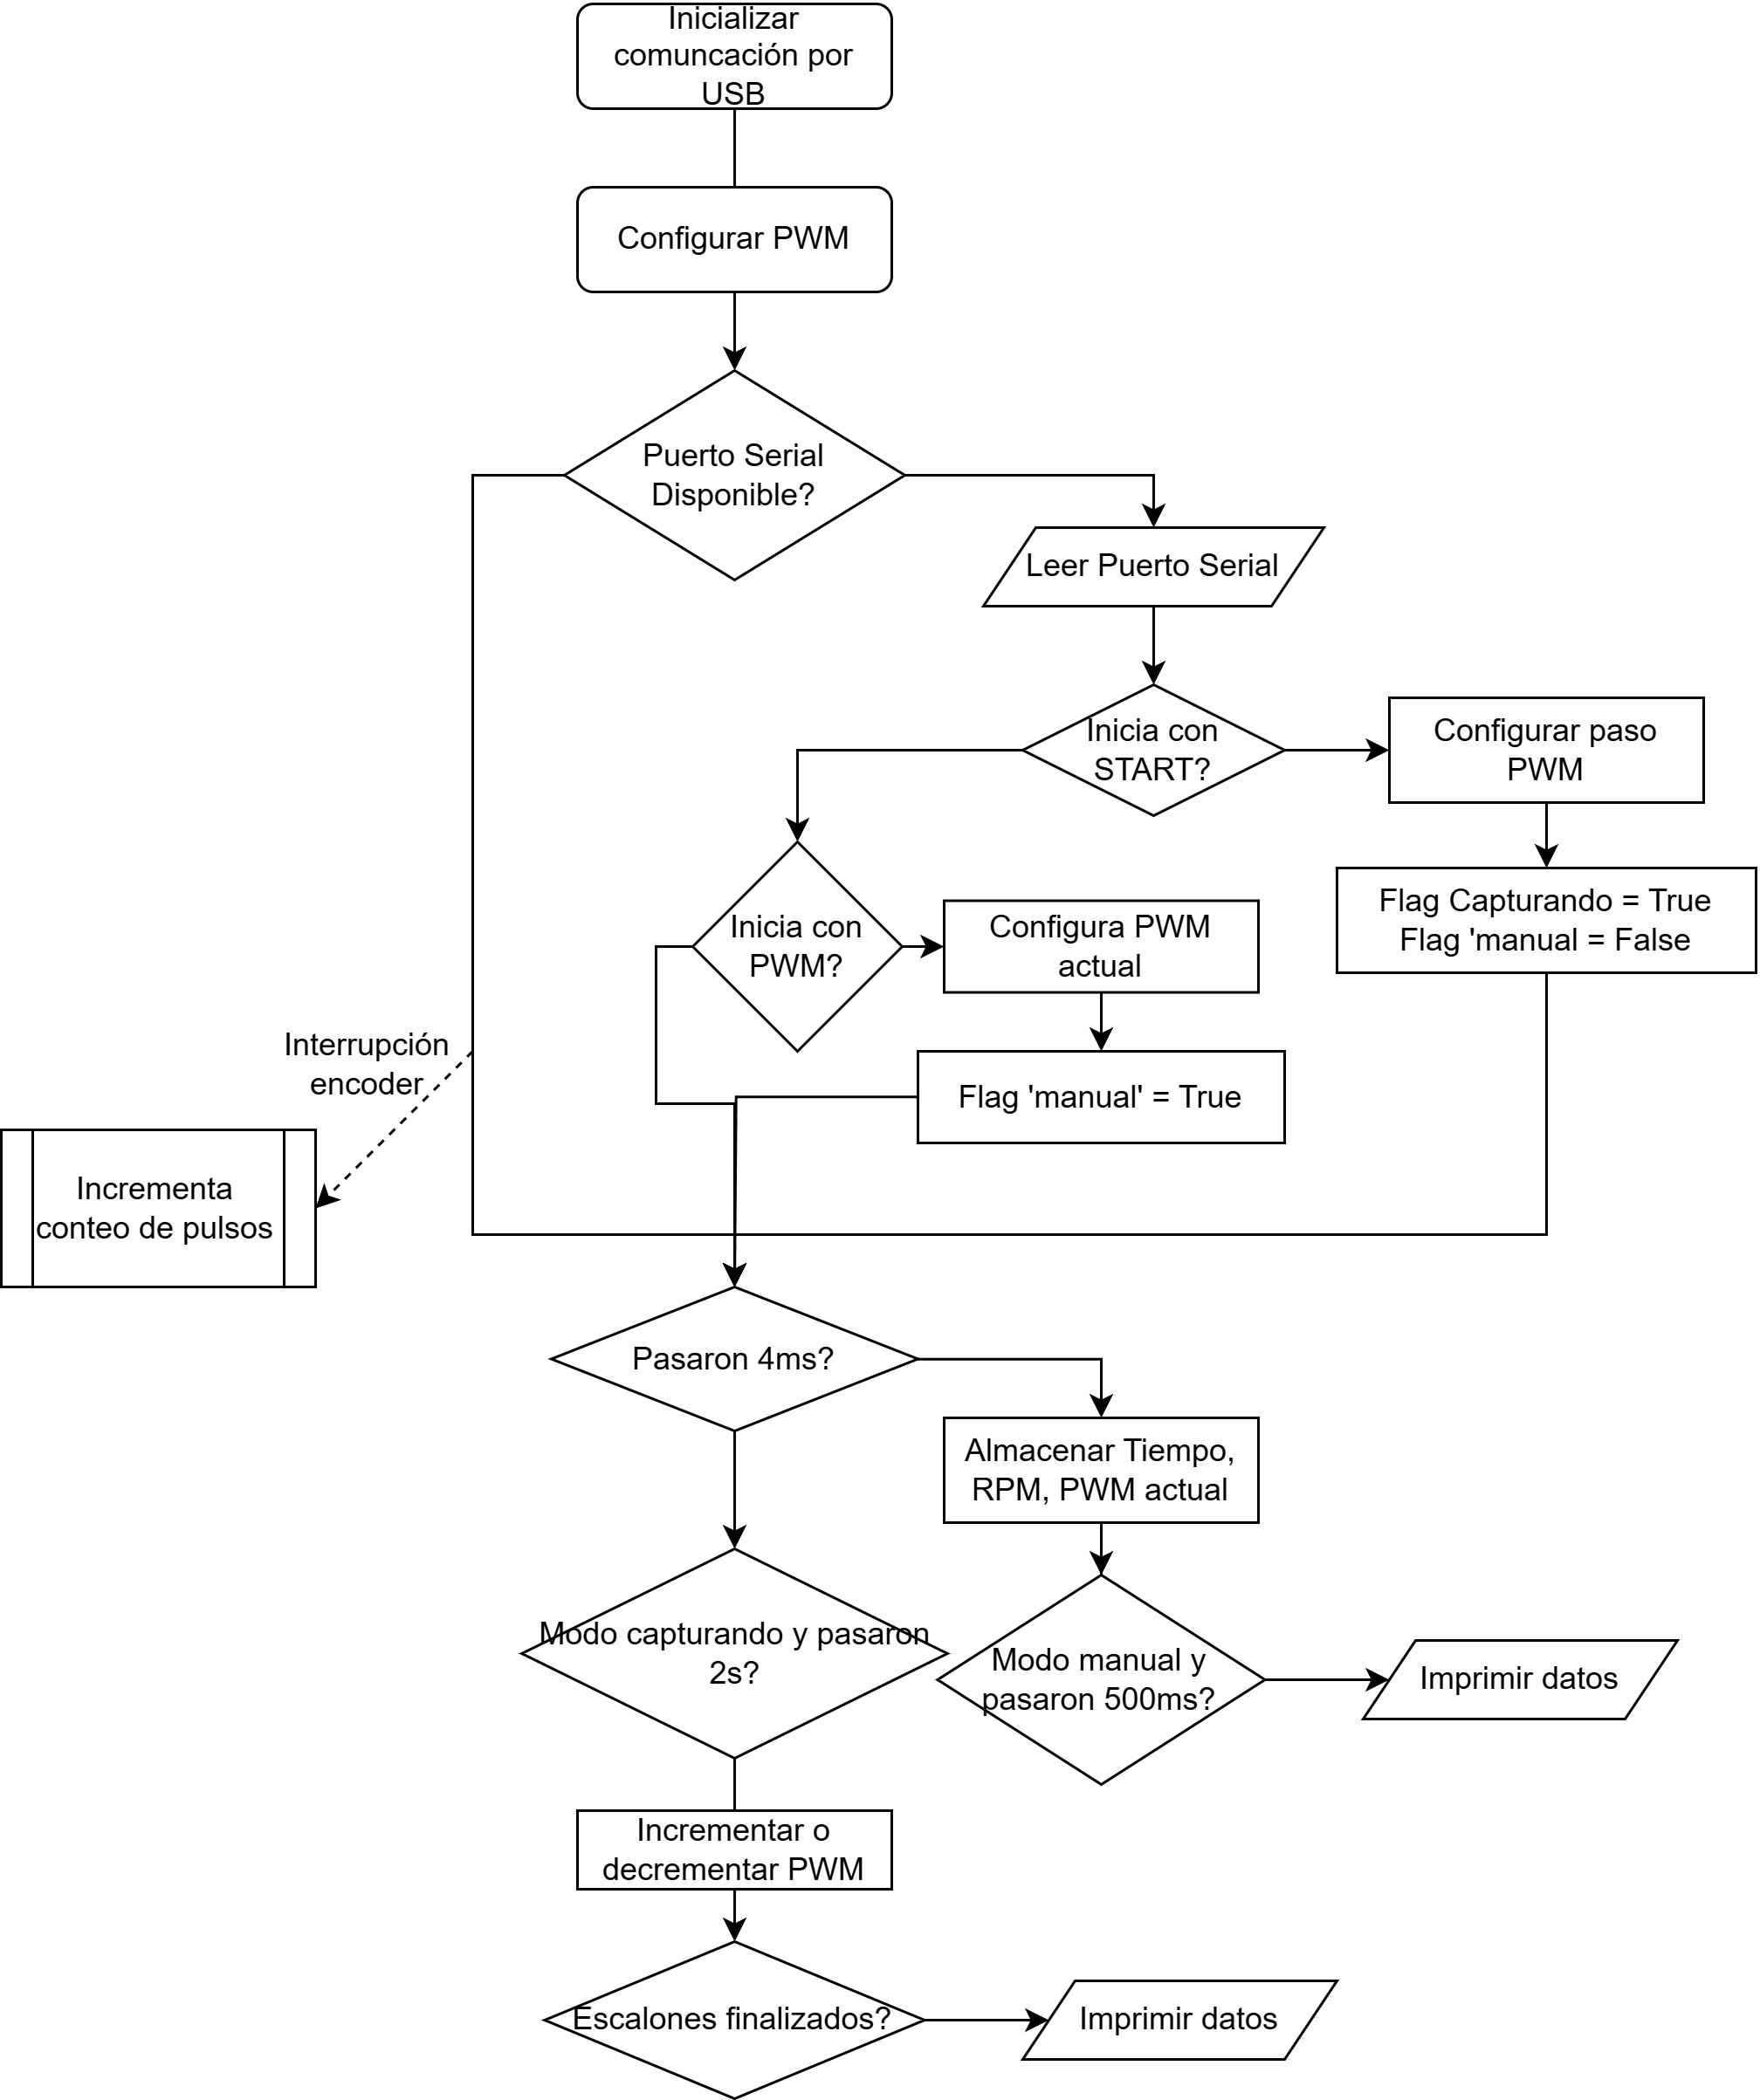 Inicializar
comuncación por
USB
Configurar PWM
Puerto Serial
Disponible?
Leer Puerto Serial
Inicia con
START?
Configurar paso
PWM
Flag Capturando = True
Flag 'manual = False
Inicia con
PWM?
Configura PWM
actual
Flag 'manual' = True
Interrupción
encoder
Incrementa
conteo de pulsos
Pasaron 4ms?
Almacenar Tiempo,
RPM, PWM actual
Modo capturando y pasaron
2s?
Modo manual y
pasaron 500ms?
Imprimir datos
Incrementar o
decrementar PWM
Escalones finalizados?
Imprimir datos